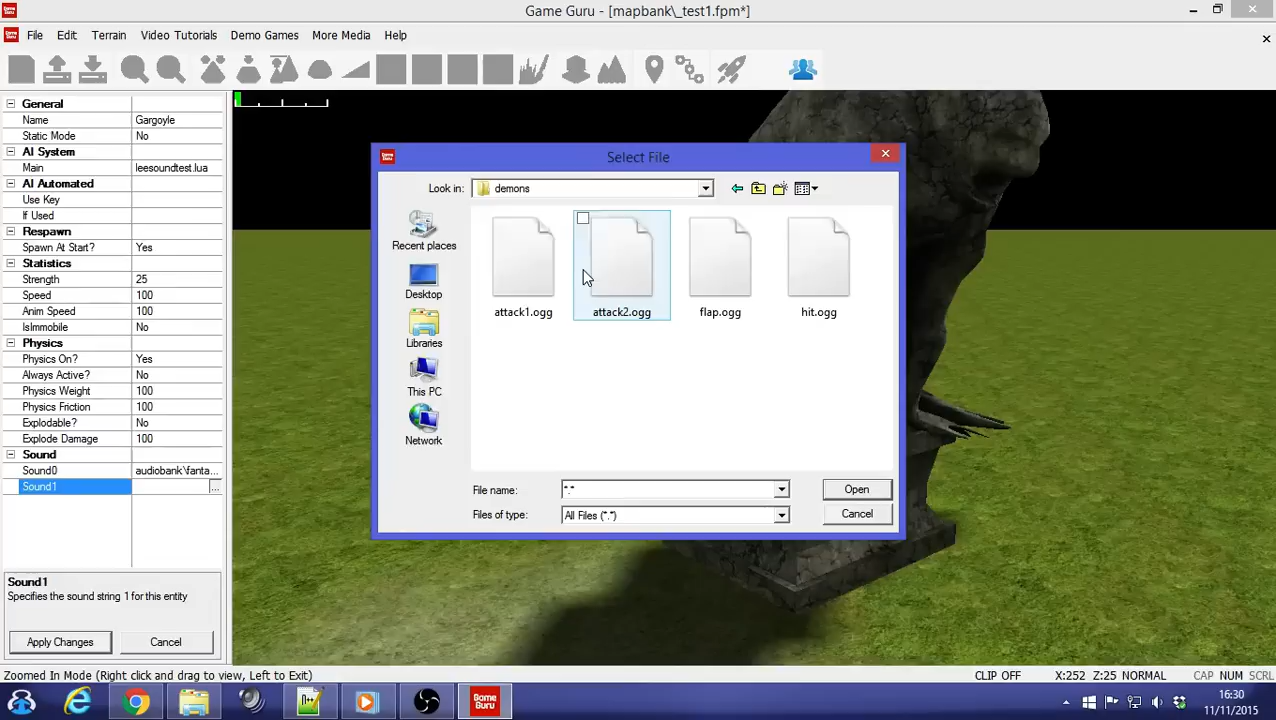 Game Guru - [mapbank\_test1.fpm*]
File Edit Terrain Video Tutorials Demo Games More Media Help
General
Name Gargoyle
Static Mode No
AI System
Main leesoundtest.lua
AI Automated
Use Key
If Used
Respawn
Spawn At Start? Yes
Statistics
Strength 25
Speed 100
Anim Speed 100
IsImmobile No
Physics
Physics On? Yes
Always Active? No
Physics Weight 100
Physics Friction 100
Explodable? No
Explode Damage 100
Sound
Sound0 audiobank\fanta...
Sound1 ...
Sound1
Specifies the sound string 1 for this entity
Apply Changes Cancel
Select File
Look in: demons
Recent places
Desktop
Libraries
This PC
Network
attack1.ogg attack2.ogg flap.ogg hit.ogg
File name: *.* Open
Files of type: All Files (*.*) Cancel
Zoomed In Mode (Right click and drag to view, Left to Exit) CLIP OFF X:252 Z:25 NORMAL CAP NUM SCRL
16:30
11/11/2015